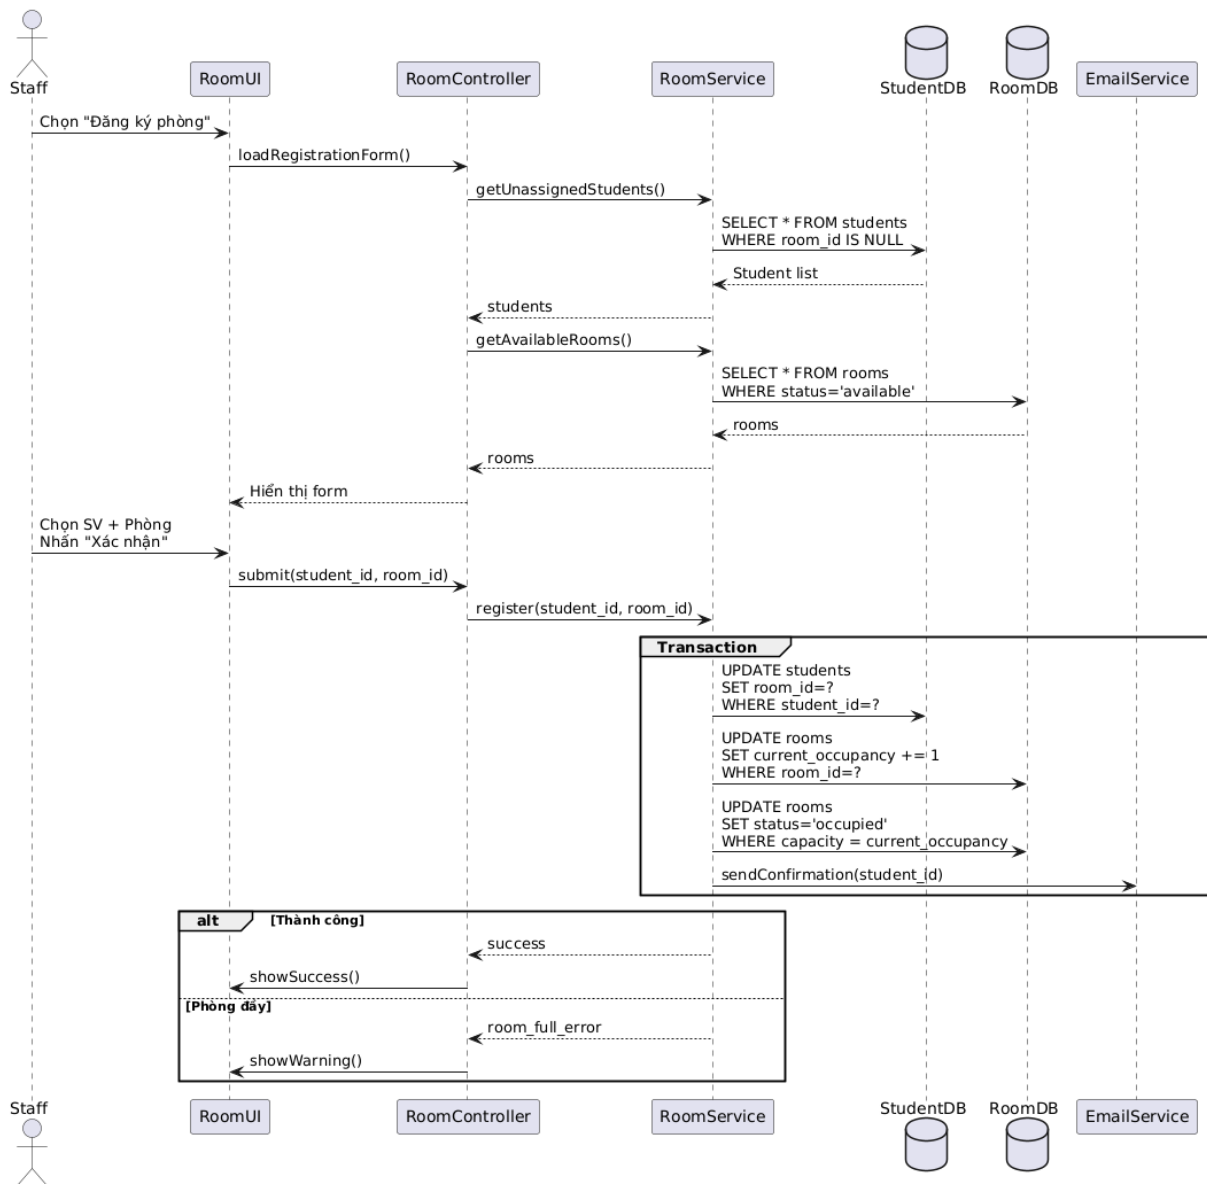 Staff
RoomUI
RoomController
RoomService
StudentDB
RoomDB
EmailService
Chọn "Đăng ký phòng"
loadRegistrationForm()
getUnassignedStudents()
SELECT * FROM students
WHERE room_id IS NULL
Student list
students
getAvailableRooms()
SELECT * FROM rooms
WHERE status='available'
rooms
rooms
Hiển thị form
Chọn SV + Phòng
Nhấn "Xác nhận"
submit(student_id, room_id)
register(student_id, room_id)
Transaction
UPDATE students
SET room_id=?
WHERE student_id=?
UPDATE rooms
SET current_occupancy += 1
WHERE room_id=?
UPDATE rooms
SET status='occupied'
WHERE capacity = current_occupancy
sendConfirmation(student_id)
alt [Thành công]
success
showSuccess()
[Phòng đầy]
room_full_error
showWarning()
Staff
RoomUI
RoomController
RoomService
StudentDB
RoomDB
EmailService